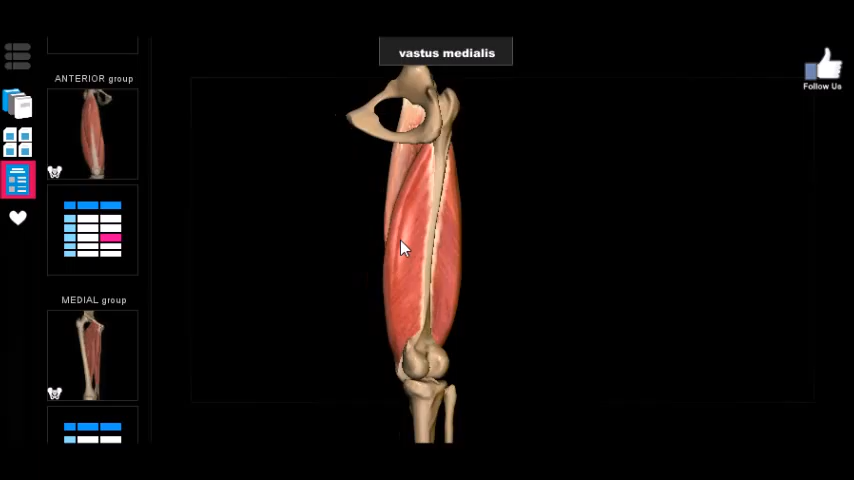 vastus medialis
Follow Us
ANTERIOR group
MEDIAL group